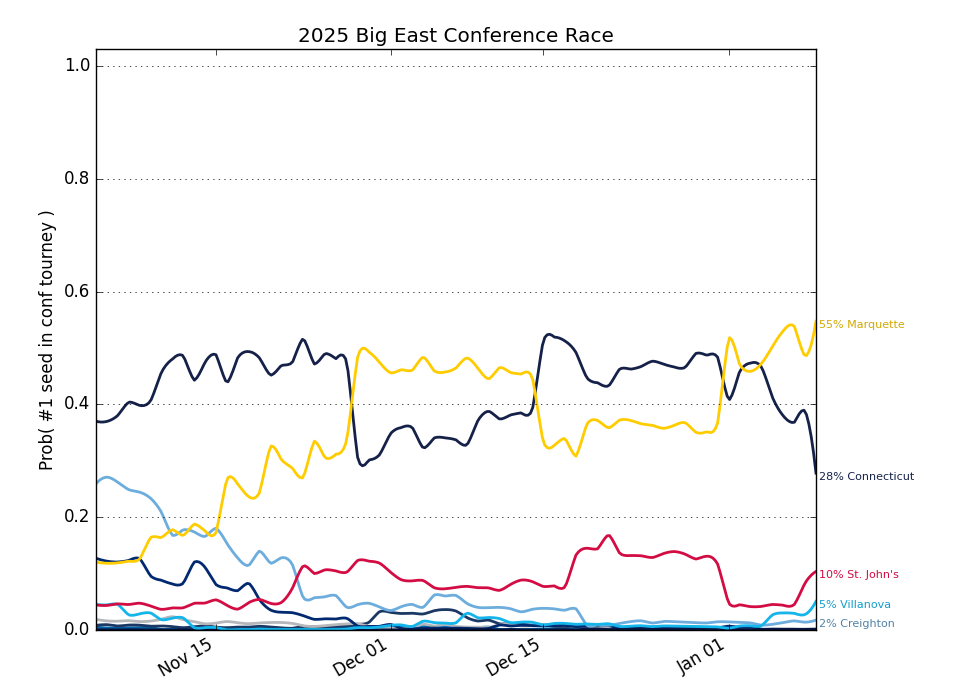 2025 Big East Conference Race
Prob( #1 seed in conf tourney )
1.0
0.8
0.6
0.4
0.2
0.0
Nov 15
Dec 01
Dec 15
Jan 01
55% Marquette
28% Connecticut
10% St. John's
5% Villanova
2% Creighton